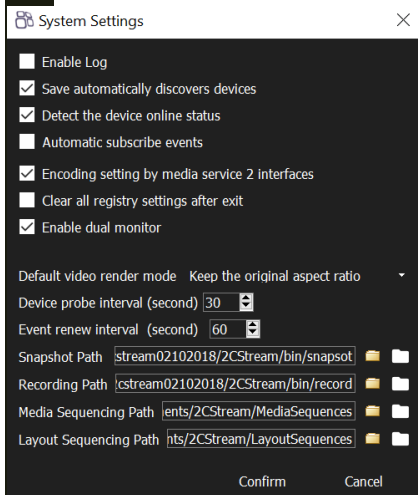 System Settings
Enable Log
Save automatically discovers devices
Detect the device online status
Automatic subscribe events
Encoding setting by media service 2 interfaces
Clear all registry settings after exit
Enable dual monitor
Default video render mode Keep the original aspect ratio
Device probe interval (second) 30
Event renew interval (second) 60
Snapshot Path stream02102018/2CStream/bin/snapsot
Recording Path cstream02102018/2CStream/bin/record
Media Sequencing Path ents/2CStream/MediaSequences
Layout Sequencing Path nts/2CStream/LayoutSequences
Confirm Cancel